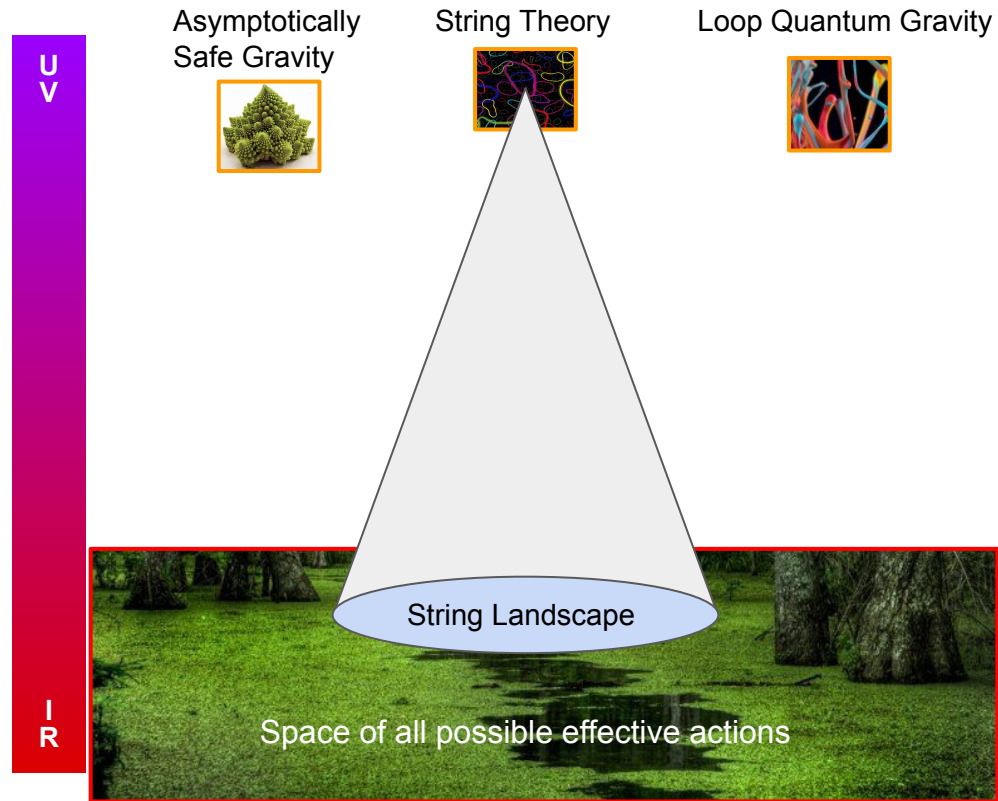 Asymptotically
Safe Gravity
String Theory
Loop Quantum Gravity
U
V
String Landscape
I
R
Space of all possible effective actions